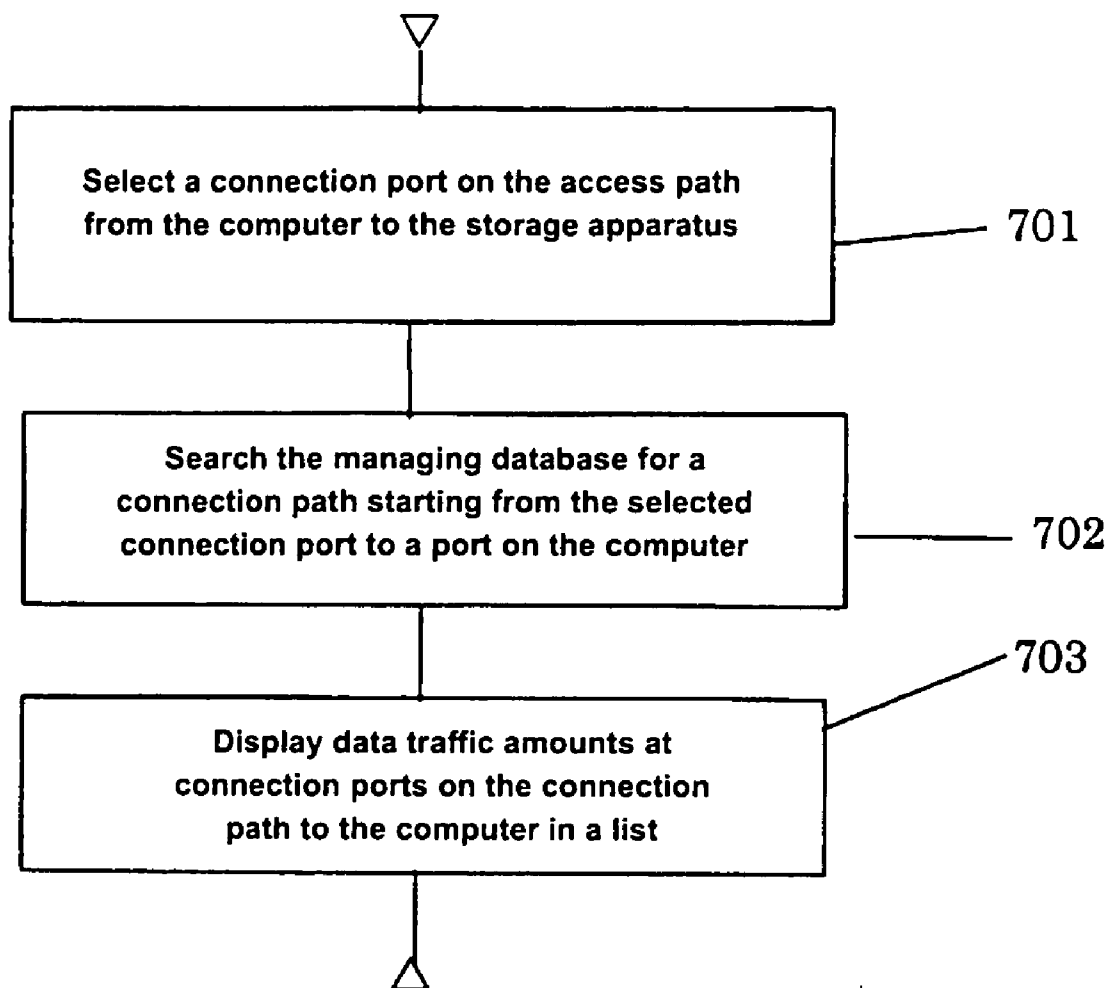 Select a connection port on the access path
from the computer to the storage apparatus
701
Search the managing database for a
connection path starting from the selected
connection port to a port on the computer
702
703
Display data traffic amounts at
connection ports on the connection
path to the computer in a list